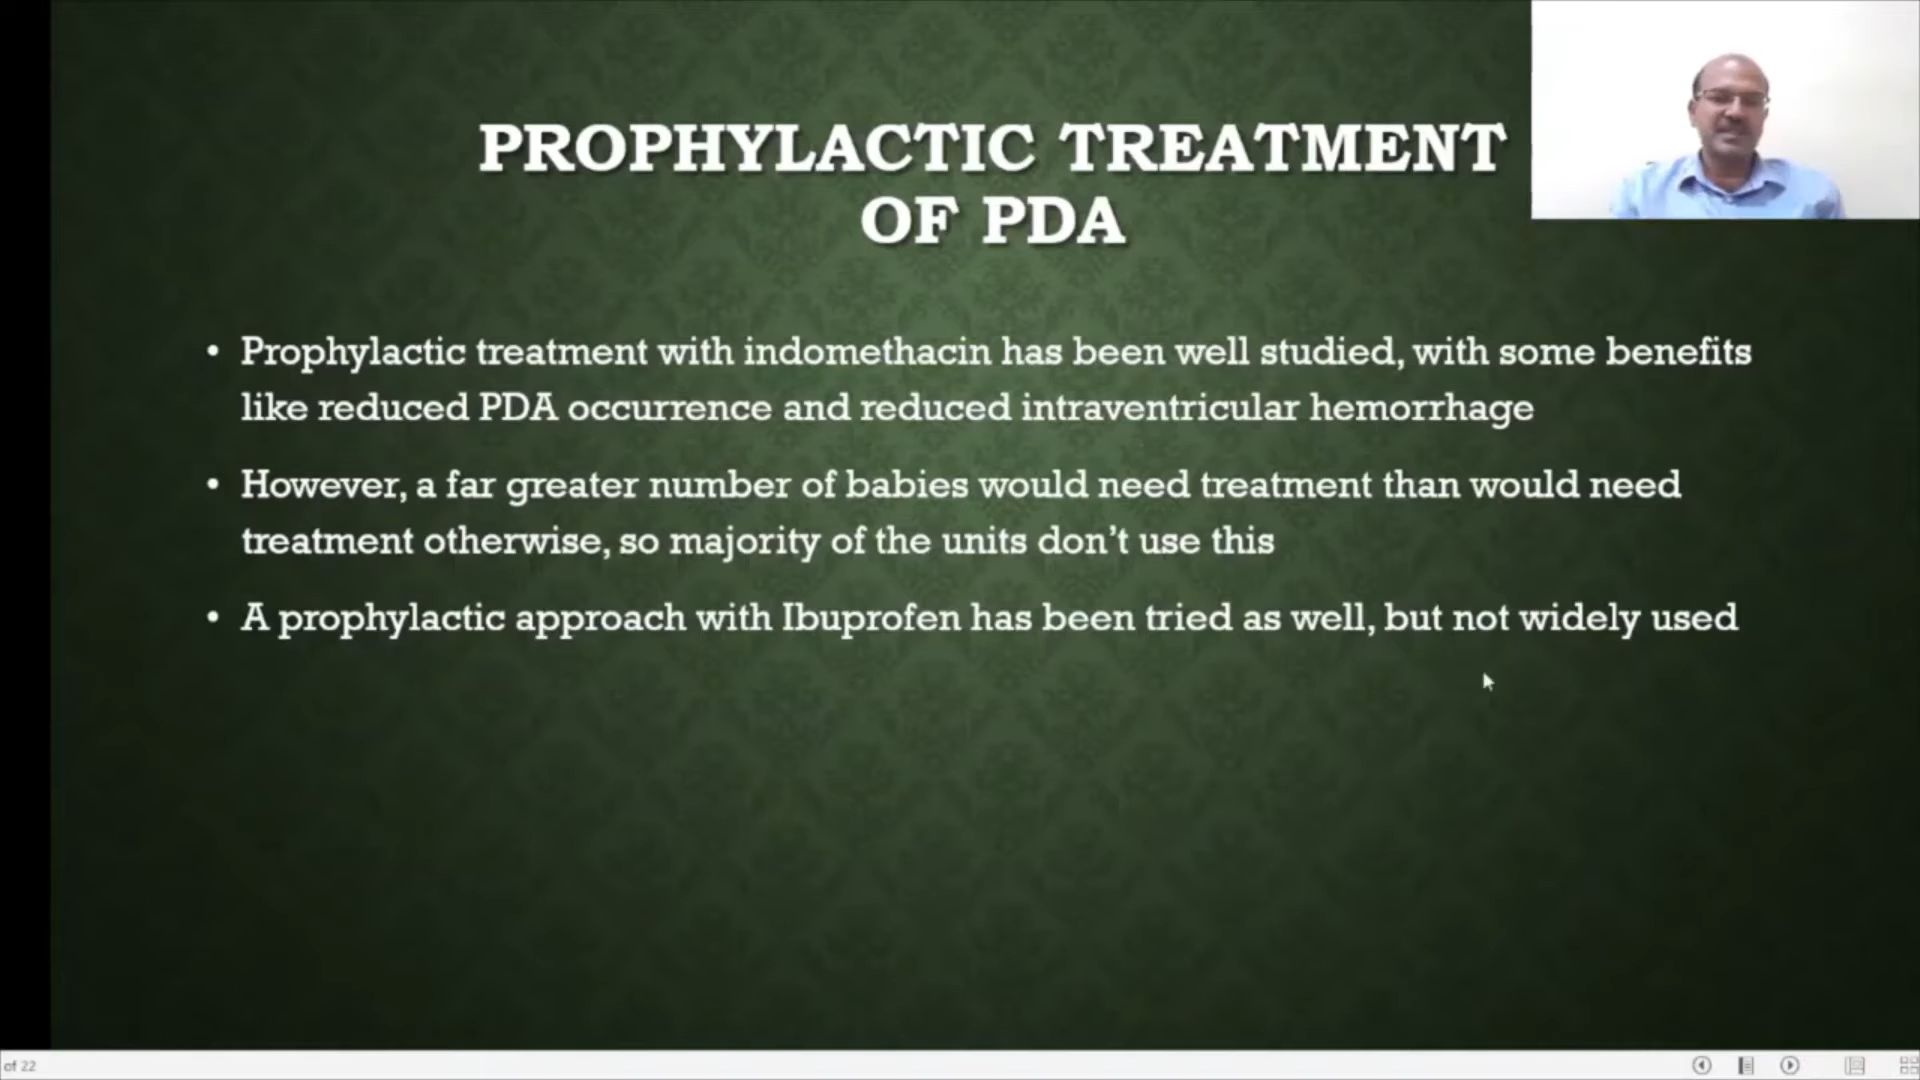 PROPHYLACTIC TREATMENT
OF PDA
• Prophylactic treatment with indomethacin has been well studied, with some benefits
like reduced PDA occurrence and reduced intraventricular hemorrhage
• However, a far greater number of babies would need treatment than would need
treatment otherwise, so majority of the units don’t use this
• A prophylactic approach with Ibuprofen has been tried as well, but not widely used
of 22